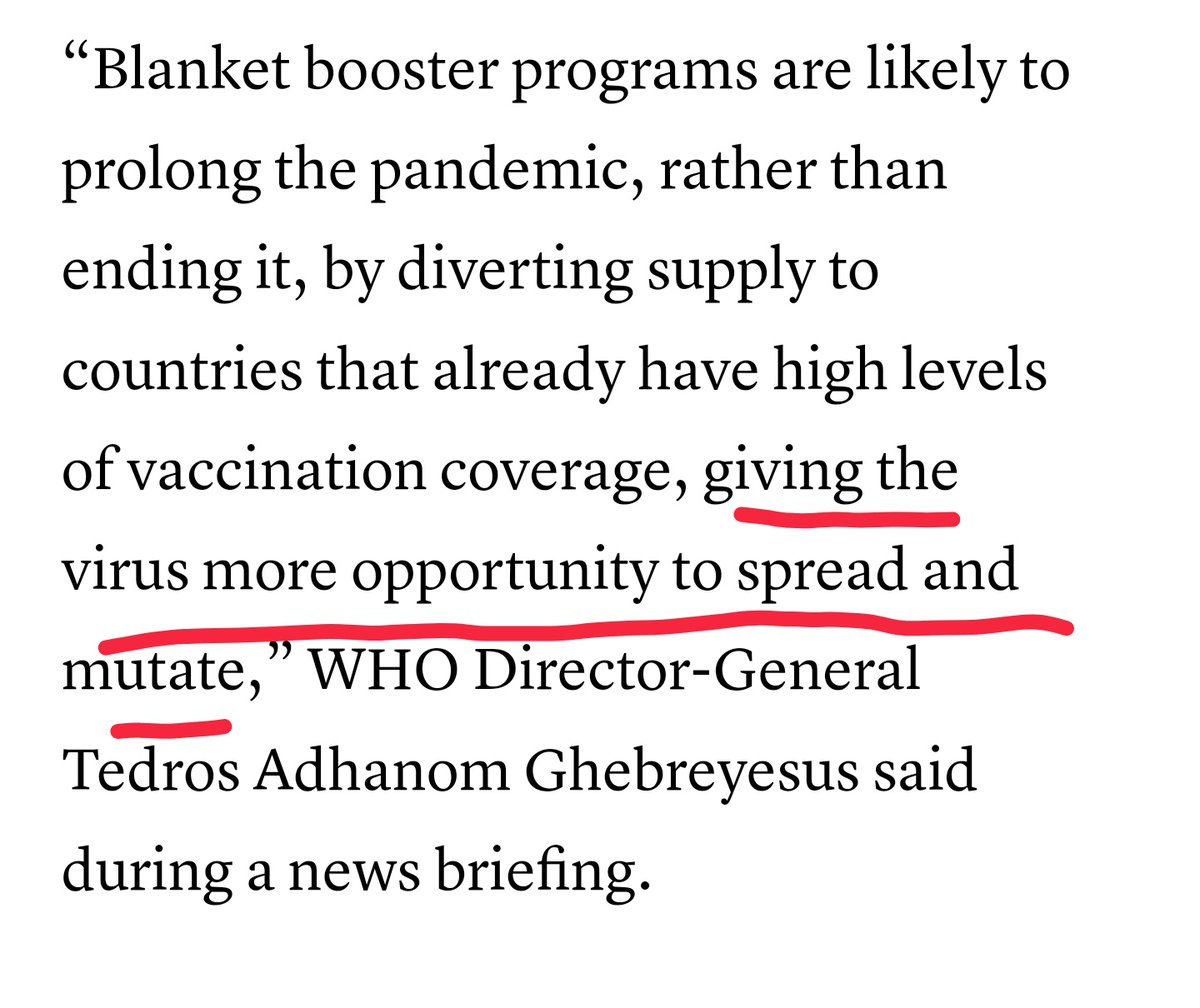 “Blanket booster programs are likely to
prolong the pandemic, rather than
ending it, by diverting supply to
countries that already have high levels
of vaccination coverage, giving the
virus more opportunity to spread and
mutate,” WHO Director-General
Tedros Adhanom Ghebreyesus said
during a news briefing.